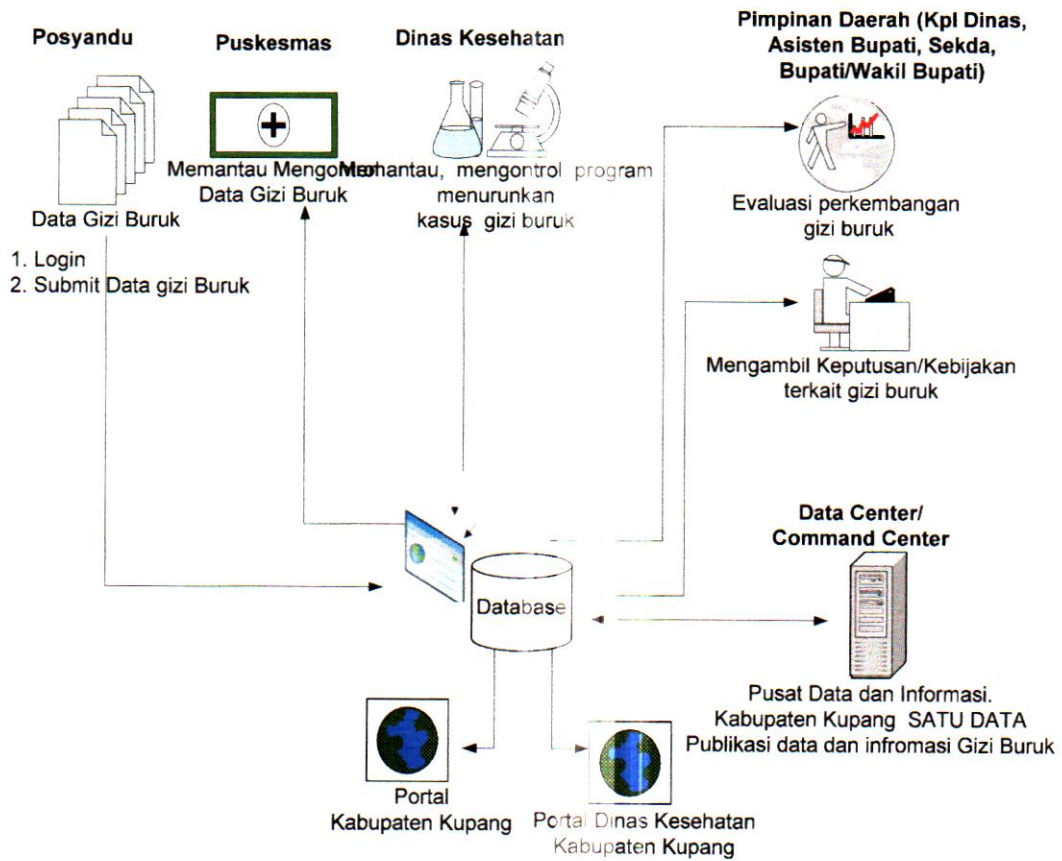 Posyandu
Data Gizi Buruk
1. Login
2. Submit Data gizi Buruk
Puskesmas
Memantau
Data Gizi Buruk
Dinas Kesehatan
mengontrol program
menurunkan
kasus gizi buruk
Pimpinan Daerah (Kpl Dinas,
Asisten Bupati, Sekda,
Bupati/Wakil Bupati)
Evaluasi perkembangan
gizi buruk
Mengambil Keputusan/Kebijakan
terkait gizi buruk
Data Center/
Command Center
Pusat Data dan Informasi.
Kabupaten Kupang SATU DATA
Publikasi data dan infromasi Gizi Buruk
Database
Portal
Kabupaten Kupang
Portal Dinas Kesehatan
Kabupaten Kupang